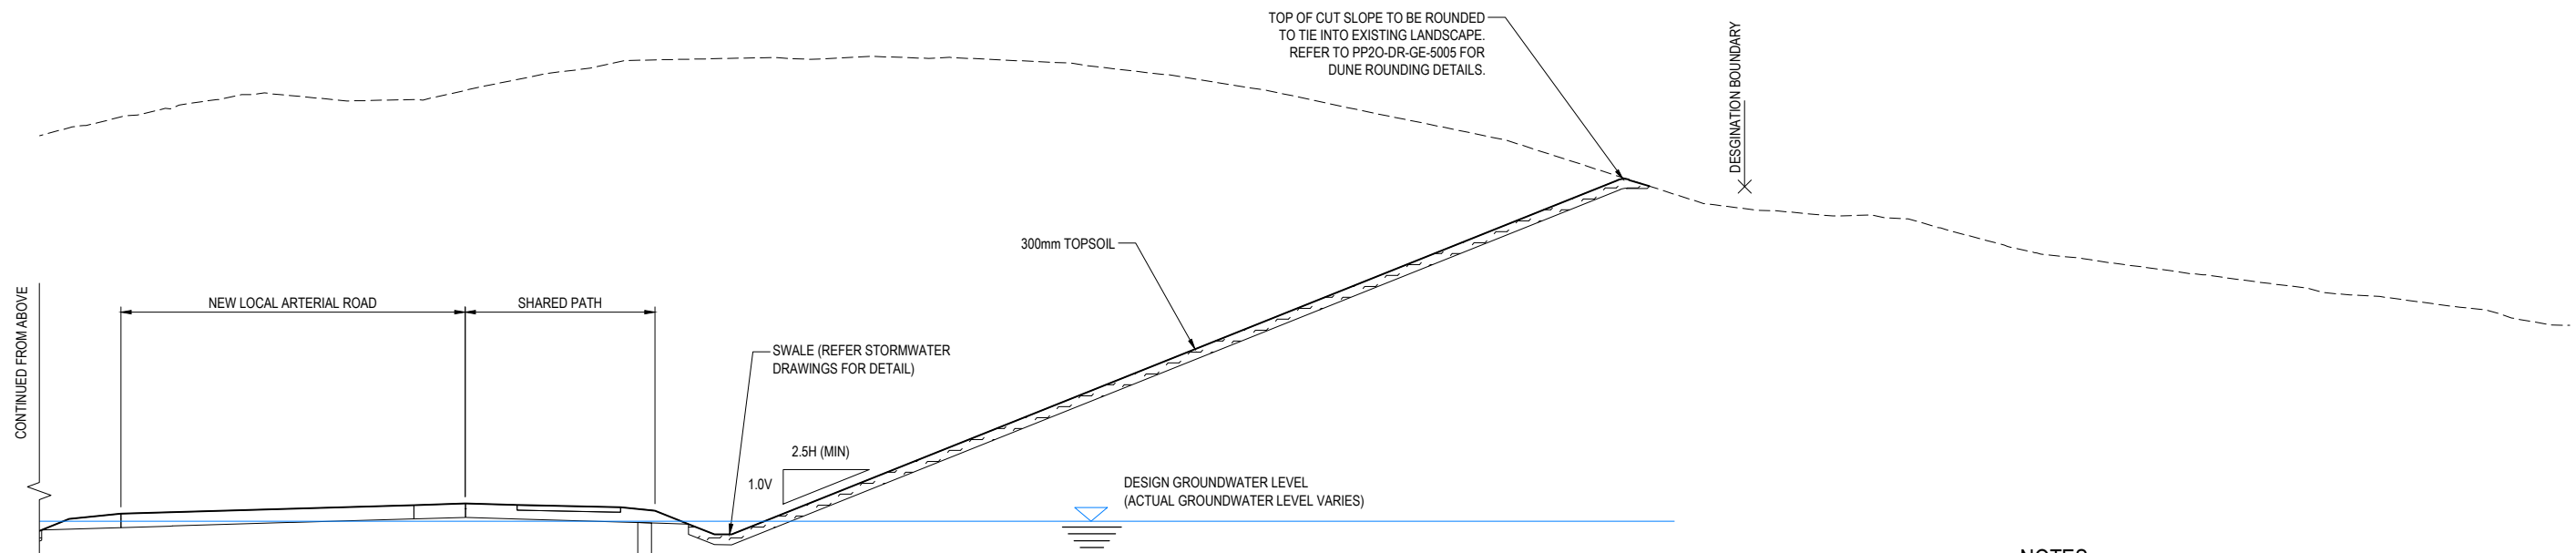 TOP OF CUT SLOPE TO BE ROUNDED
TO TIE INTO EXISTING LANDSCAPE.
REFER TO PP2O-DR-GE-5005 FOR
DUNE ROUNDING DETAILS.
DESGINATION BOUNDARY
300mm TOPSOIL
CONTINUED FROM ABOVE
NEW LOCAL ARTERIAL ROAD
SHARED PATH
SWALE (REFER STORMWATER
DRAWINGS FOR DETAIL)
2.5H (MIN)
1.0V
DESIGN GROUNDWATER LEVEL
(ACTUAL GROUNDWATER LEVEL VARIES)
NOTES